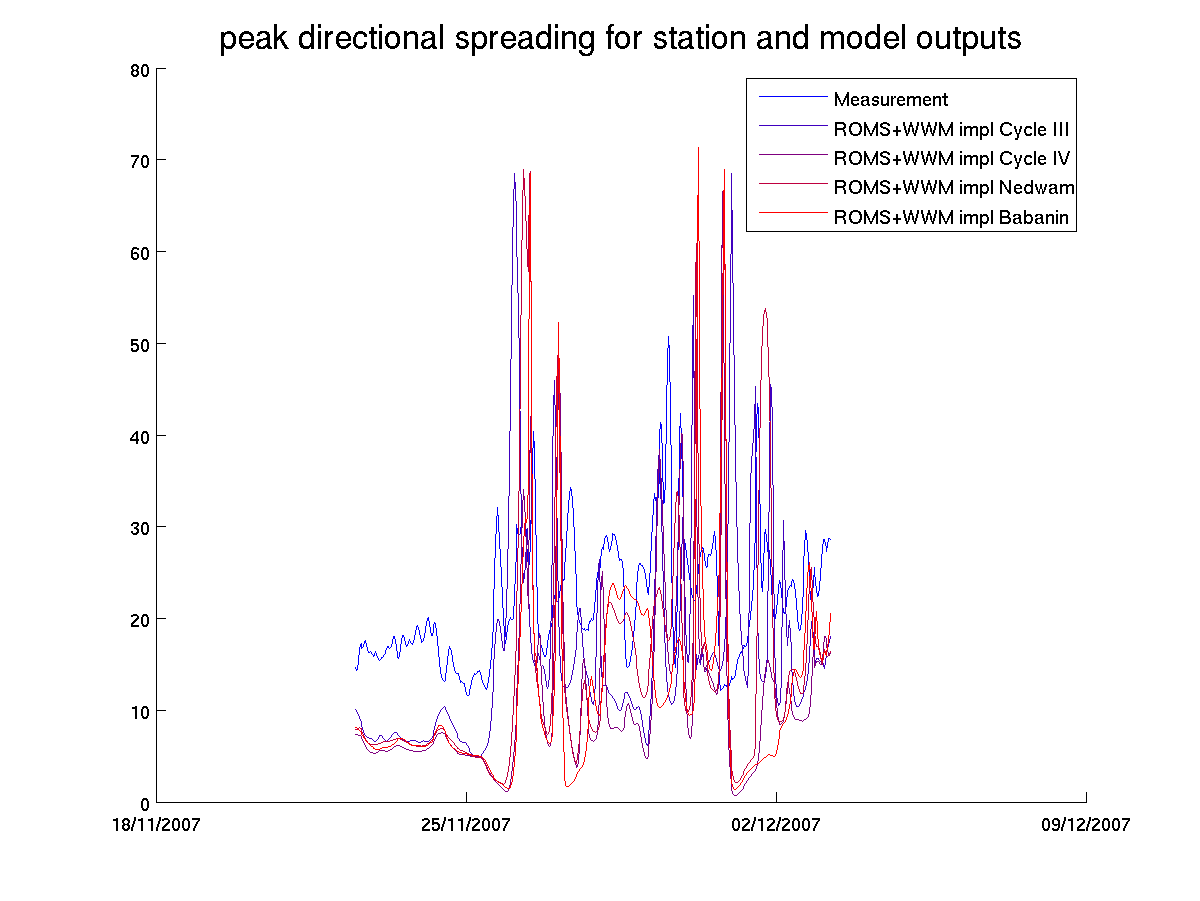 peak directional spreading for station and model outputs
80
Measurement
ROMS+WWM impl Cycle III
ROMS+WWM impl Cycle IV
ROMS+WWM impl Nedwam
ROMS+WWM impl Babanin
70
60
50
40
30
20
10
0
18/11/2007
25/11/2007
02/12/2007
09/12/2007